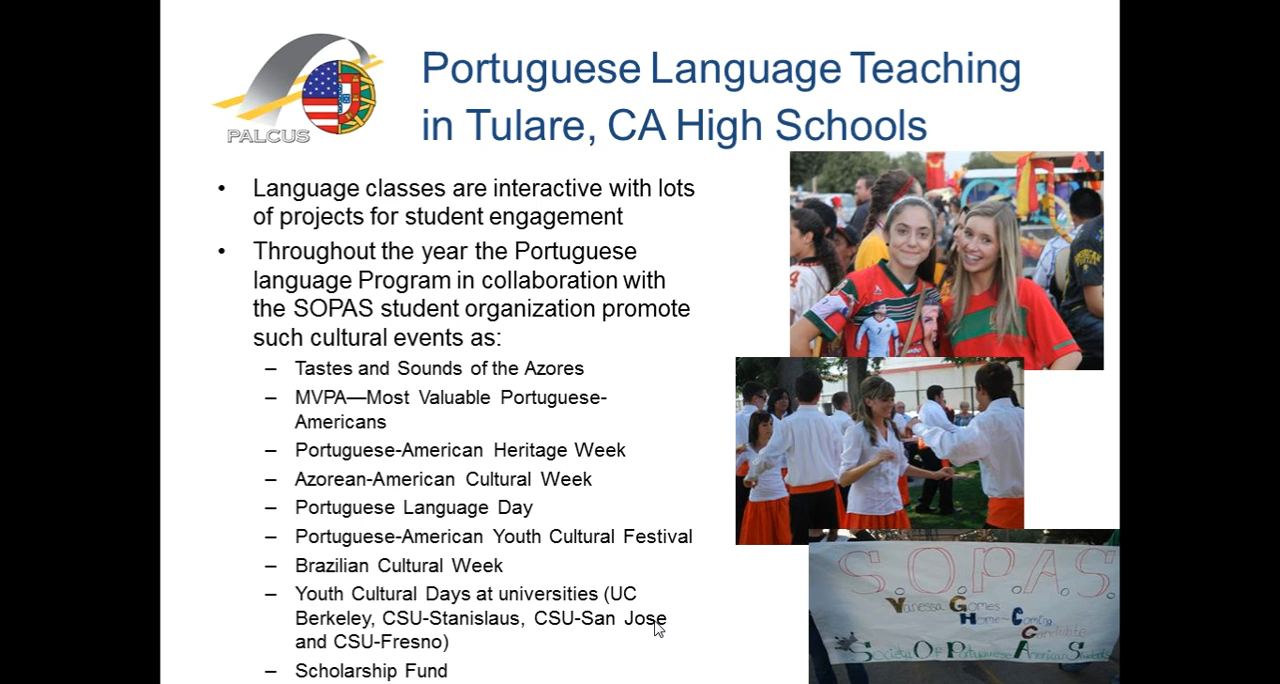 PALCUS
Portuguese Language Teaching
in Tulare, CA High Schools
• Language classes are interactive with lots
of projects for student engagement
• Throughout the year the Portuguese
language Program in collaboration with
the SOPAS student organization promote
such cultural events as:
– Tastes and Sounds of the Azores
– MVPA—Most Valuable Portuguese-
Americans
– Portuguese-American Heritage Week
– Azorean-American Cultural Week
– Portuguese Language Day
– Portuguese-American Youth Cultural Festival
– Brazilian Cultural Week
– Youth Cultural Days at universities (UC
Berkeley, CSU-Stanislaus, CSU-San Jose
and CSU-Fresno)
– Scholarship Fund
7
S.O.P.A.S.
Vanessa Gomes
Home-Coming
Candidate
Society Of Portuguese American Students